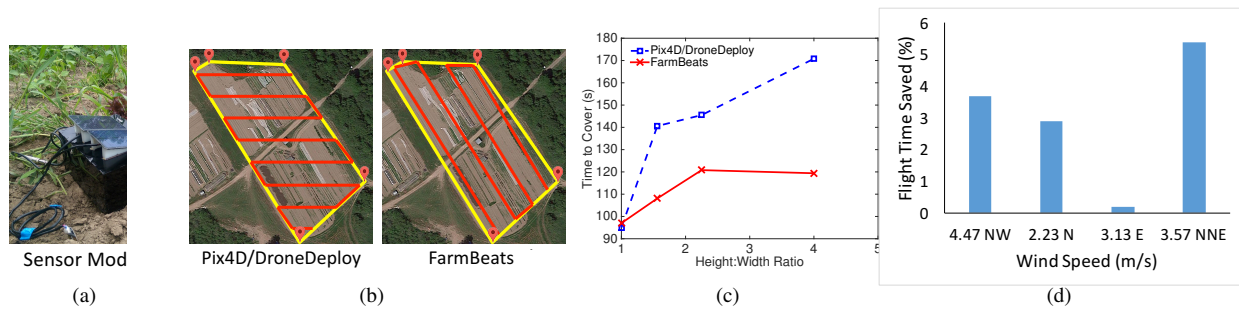 Sensor Mod
(a)
Pix4D/DroneDeploy
FarmBeats
(b)
180
170
160
150
140
130
120
110
100
90
Time to Cover (s)
Pix4D/DroneDeploy
FarmBeats
1
2
3
4
5
Height:Width Ratio
(c)
6
5
4
3
2
1
0
Flight Time Saved (%)
4.47 NW
2.23 N
3.13 E
3.57 NNE
Wind Speed (m/s)
(d)